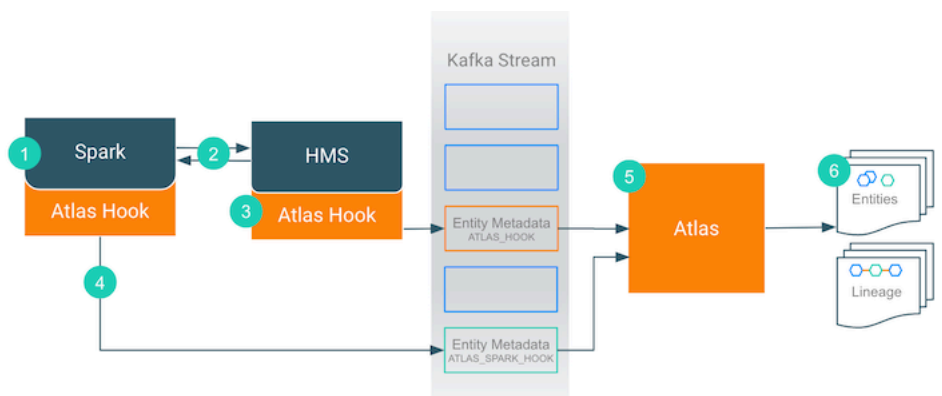 Kafka Stream
1
Spark
Atlas Hook
2
HMS
3
Atlas Hook
4
Entity Metadata
ATLAS_HOOK
Entity Metadata
ATLAS_SPARK_HOOK
5
Atlas
6
Entities
Lineage